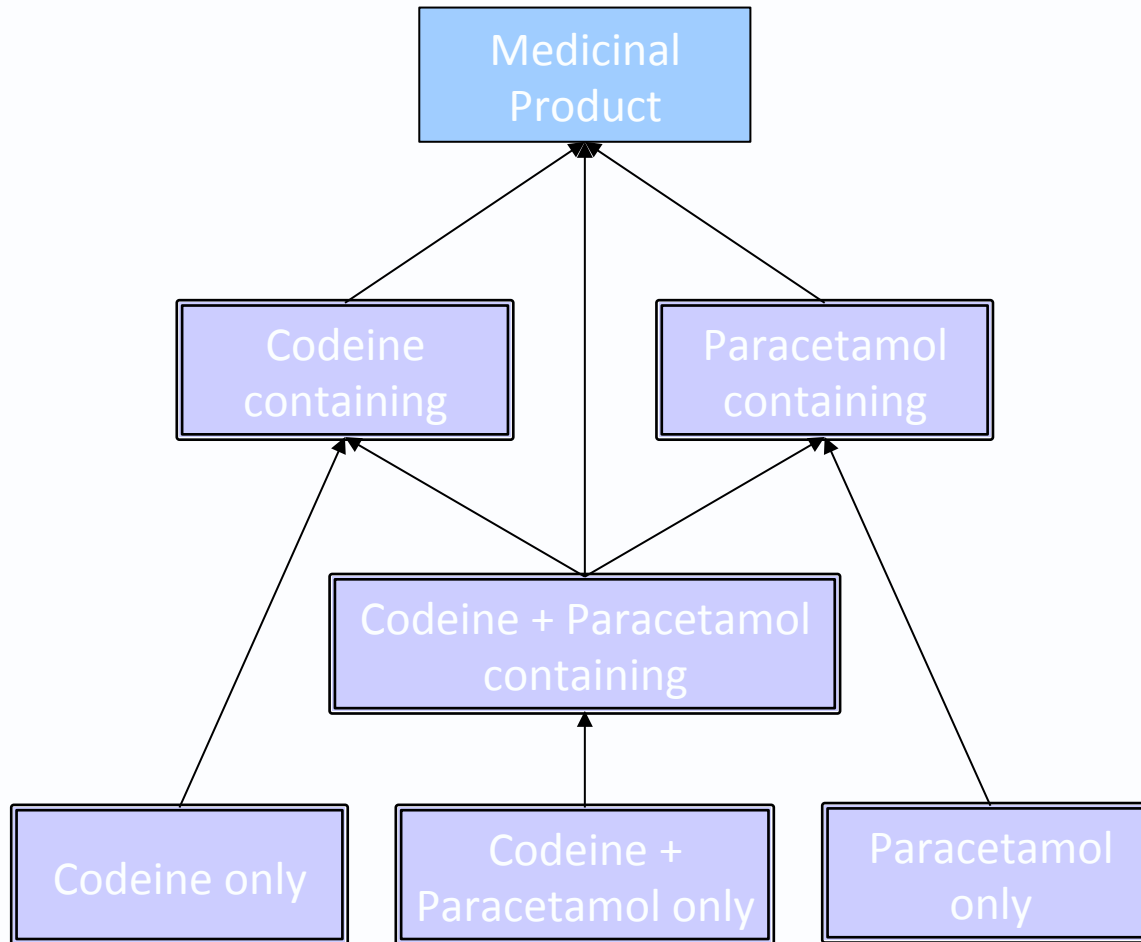 Medicinal
Product
Codeine
containing
Paracetamol
containing
Codeine + Paracetamol
containing
Codeine only
Codeine +
Paracetamol only
Paracetamol
only